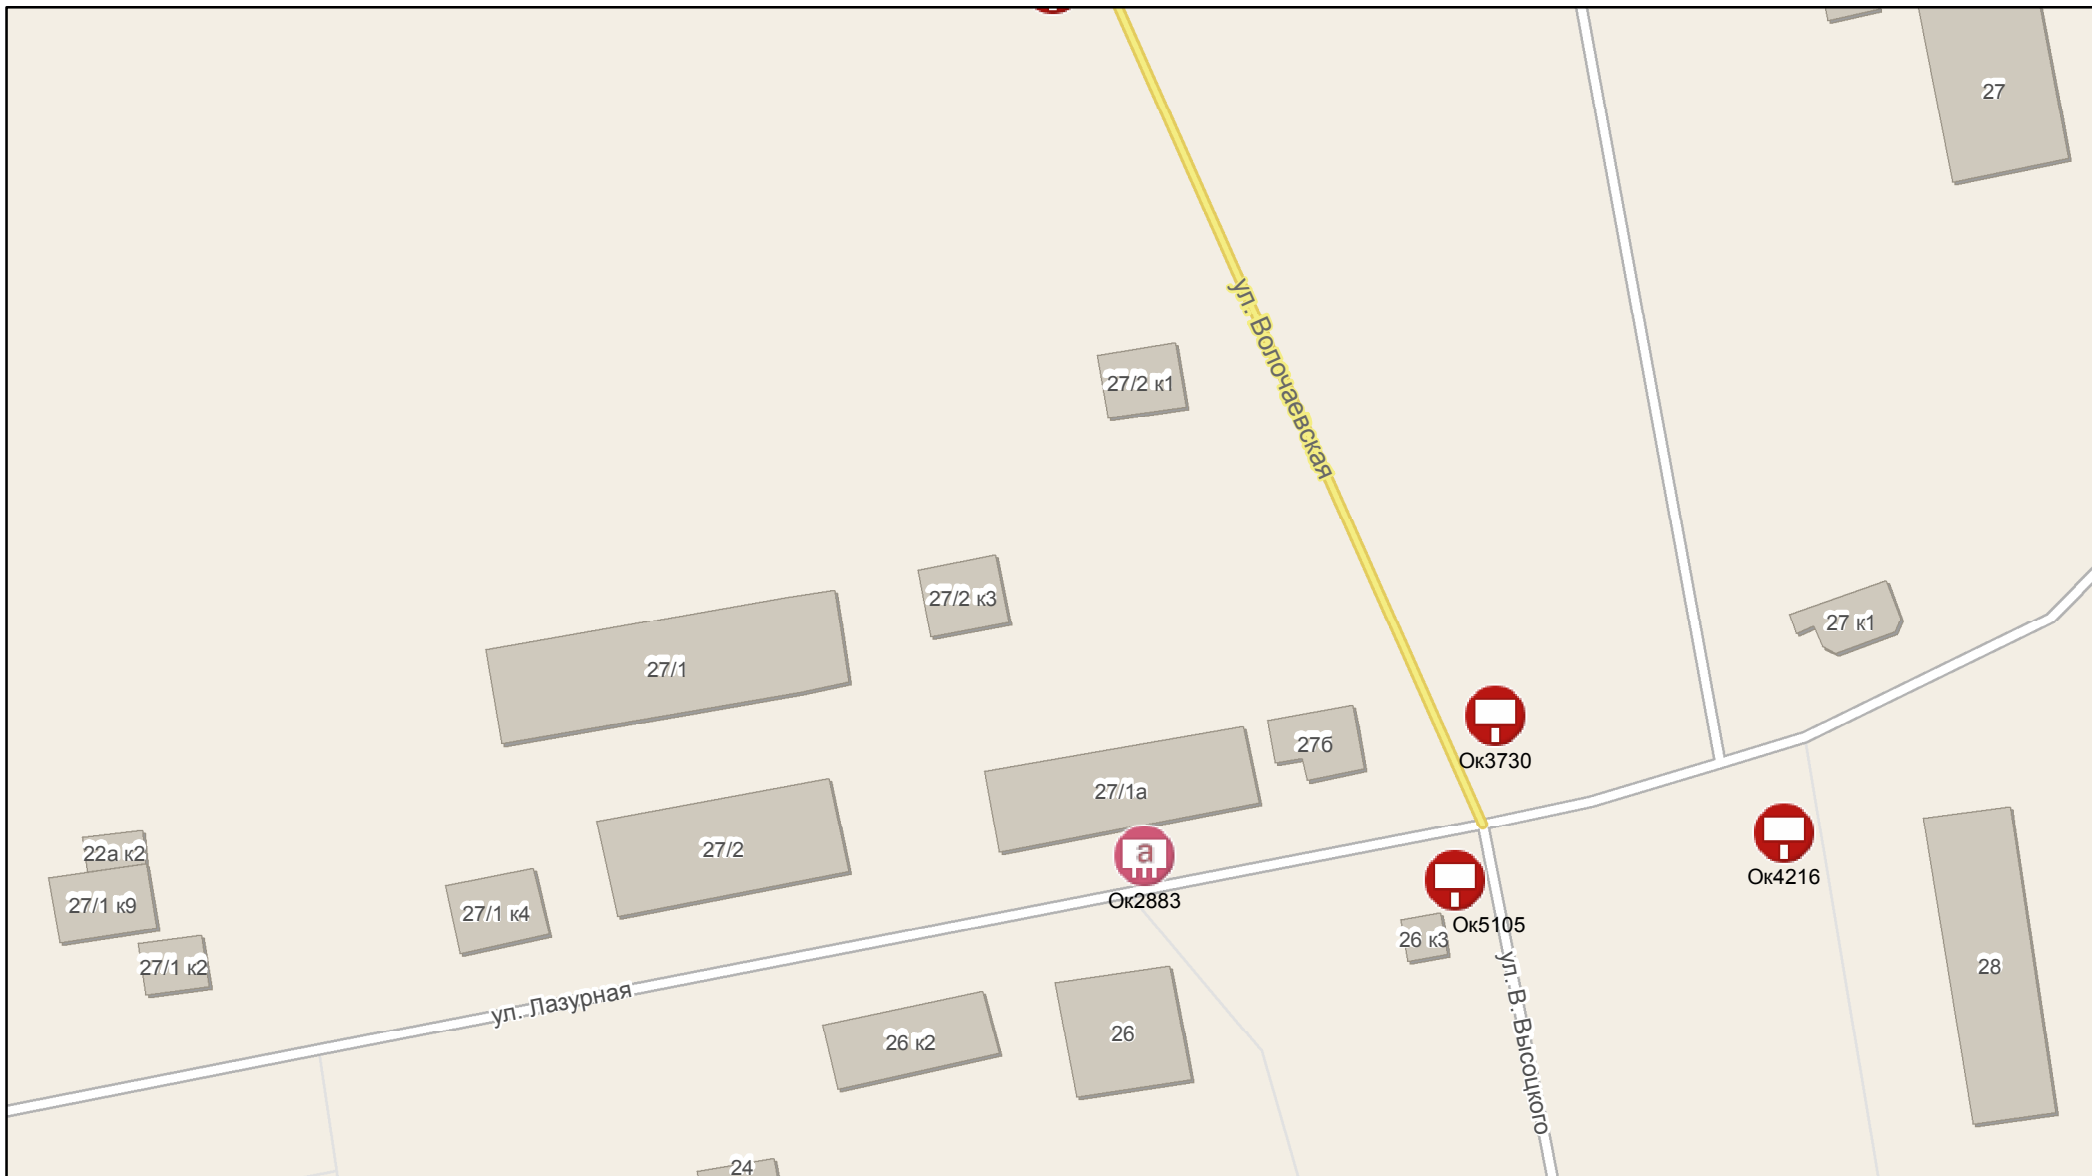 27
ул. Волочаевская
27/2 к1
27/2 к3
27 к1
27/1
27б
Ок3730
27/1а
27/2
22а к2
а
Ок4216
Ок2883
27/1 к9
27/1 к4
Ок5105
26 к3
27/1 к2
28
ул. Лазурная
26 к2
26
ул. В. Высоцкого
24